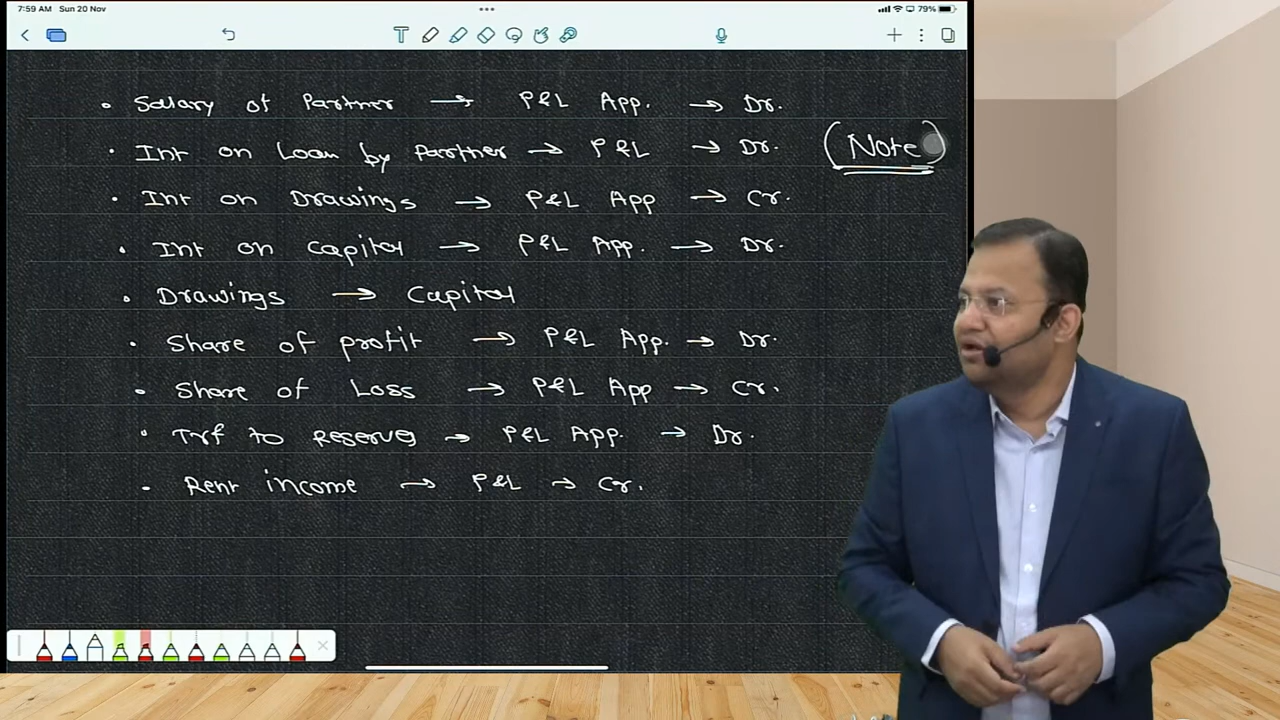 7:59 AM Sun 20 Nov
79%
• Salary of Partner → P&L App. → Dr.
(Note)
• Int on Loan by Partner → P&L → Dr.
• Int on Drawings → P&L App → Cr.
• Int on Capital → P&L App. → Dr.
• Drawings → Capital
• Share of profit → P&L App. → Dr.
• Share of Loss → P&L App → Cr.
• Trf to Reserve → P&L App. → Dr.
• Rent income → P&L → Cr.